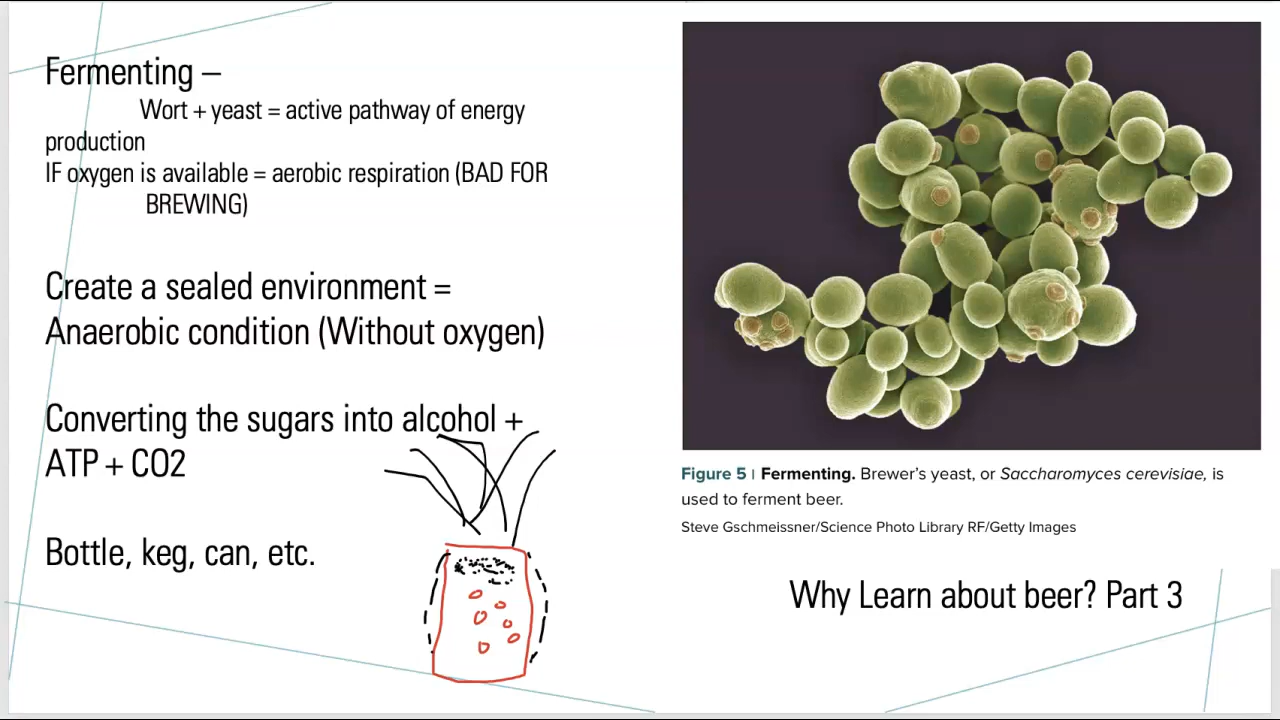 Fermenting –
Wort + yeast = active pathway of energy
production
IF oxygen is available = aerobic respiration (BAD FOR
BREWING)
Create a sealed environment =
Anaerobic condition (Without oxygen)
Converting the sugars into alcohol +
ATP + CO2
Bottle, keg, can, etc.
Figure 5 | Fermenting. Brewer's yeast, or Saccharomyces cerevisiae, is
used to ferment beer.
Steve Gschmeissner/Science Photo Library RF/Getty Images
Why Learn about beer? Part 3